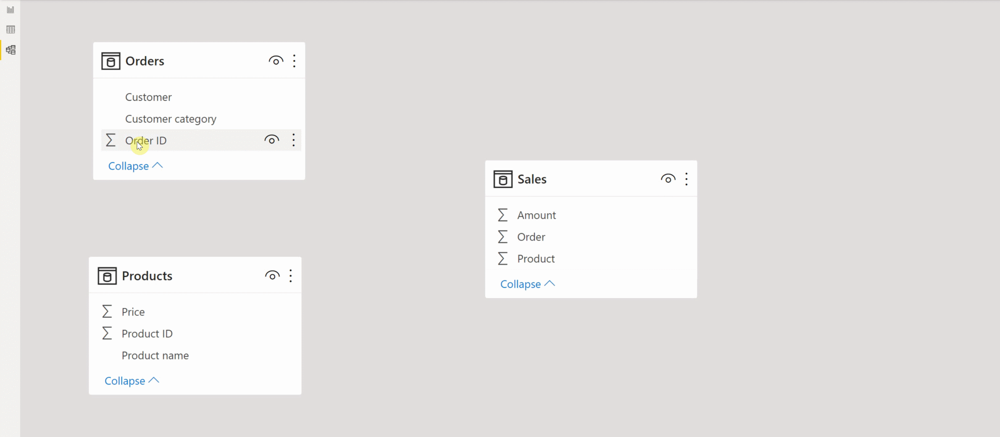 Orders
Customer
Customer category
Order ID
Collapse
Sales
Amount
Order
Product
Collapse
Products
Price
Product ID
Product name
Collapse